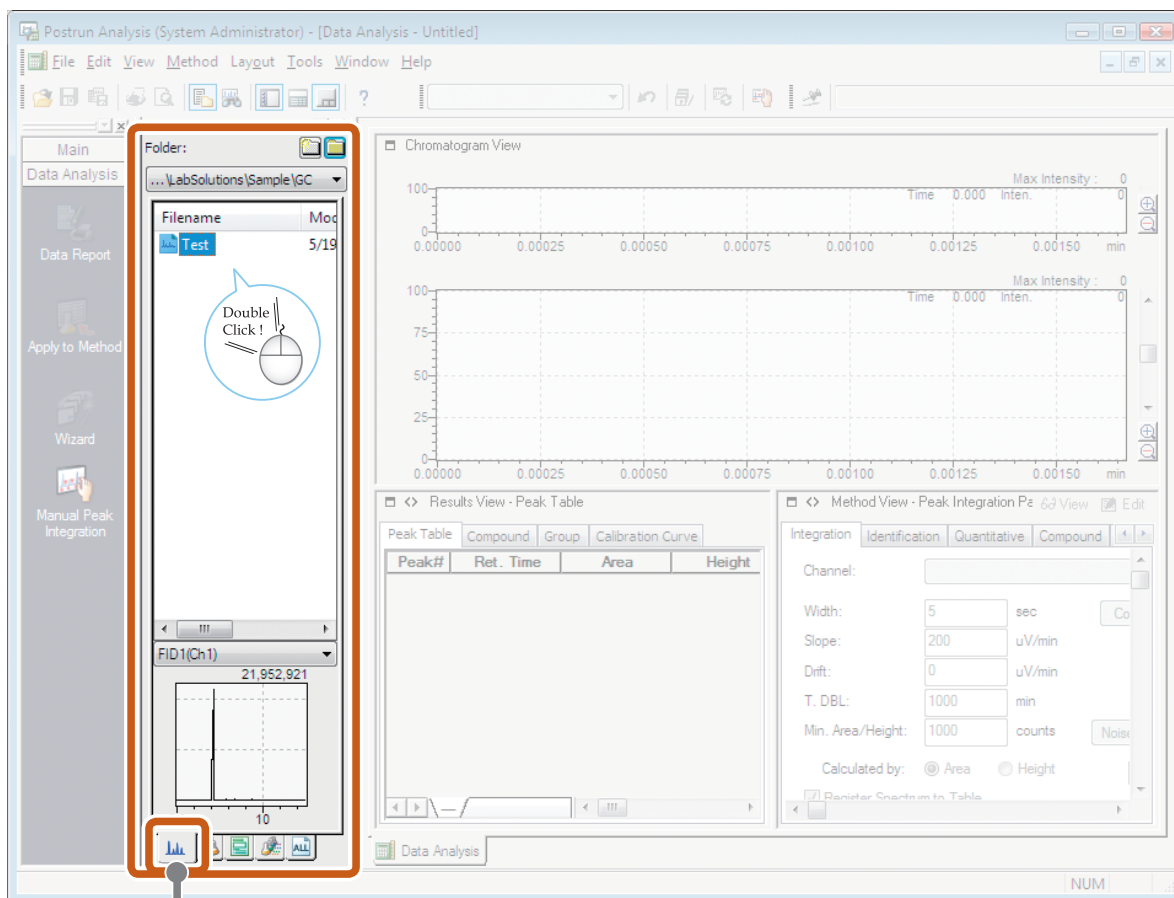 Postrun Analysis (System Administrator) - [Data Analysis - Untitled]
File Edit View Method Layout Tools Window Help
Main
Data Analysis
Data Report
Apply to Method
Wizard
Manual Peak
Integration
Folder:
...\LabSolutions\Sample\GC
Filename Mod
Test 5/19
Double
Click !
FID1(Ch1)
21,952,921
10
ALL
Chromatogram View
Max Intensity : 0
Time 0.000 Inten. 0
100
0
0.00000 0.00025 0.00050 0.00075 0.00100 0.00125 0.00150 min
Max Intensity : 0
Time 0.000 Inten. 0
100
75
50
25
0
0.00000 0.00025 0.00050 0.00075 0.00100 0.00125 0.00150 min
Results View - Peak Table
Peak Table Compound Group Calibration Curve
Peak# Ret. Time Area Height
Method View - Peak Integration Pa View Edit
Integration Identification Quantitative Compound
Channel:
Width: 5 sec Co
Slope: 200 uV/min
Drift: 0 uV/min
T. DBL: 1000 min
Min. Area/Height: 1000 counts Noise
Calculated by: Area Height
Register Spectrum to Table
Data Analysis
NUM